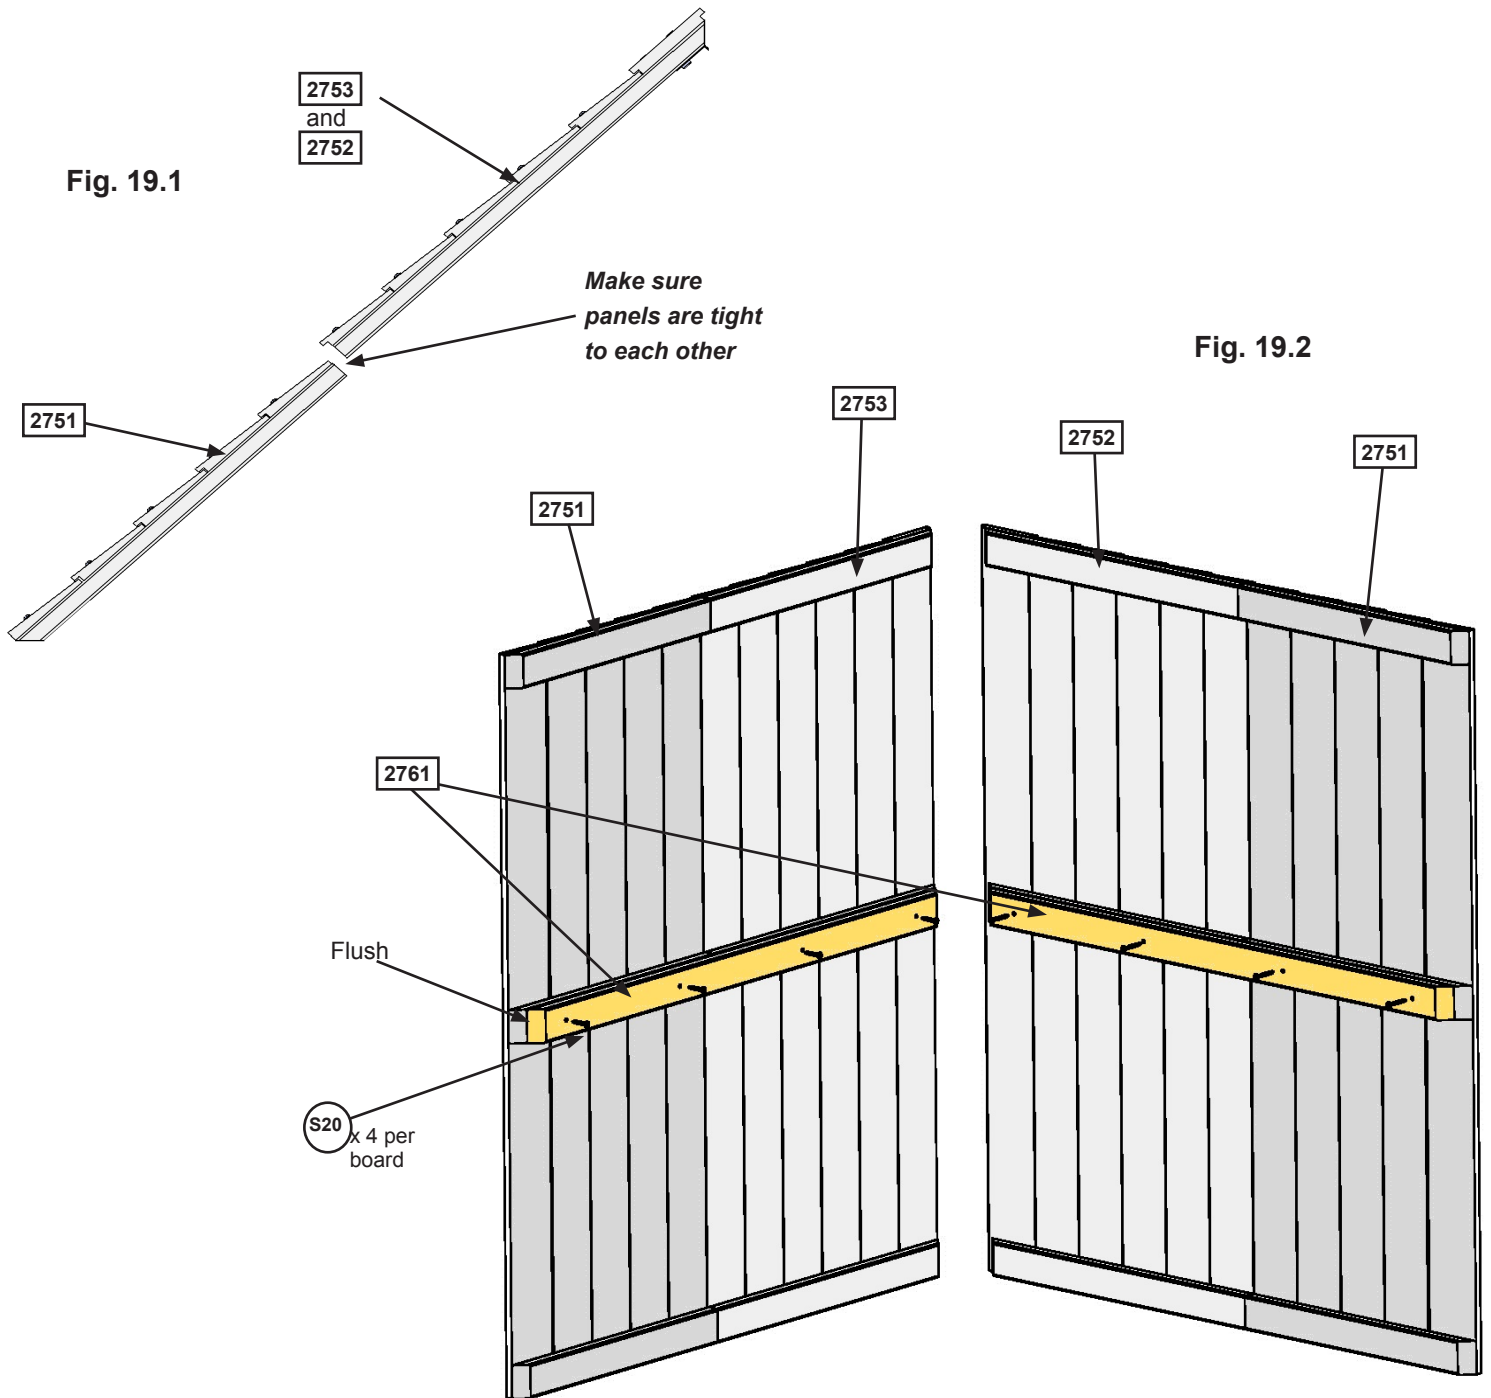 2753
and
2752
Fig. 19.1
Make sure
panels are tight
to each other
Fig. 19.2
2751
2753
2752
2751
2751
2761
Flush
S20
x 4 per
board